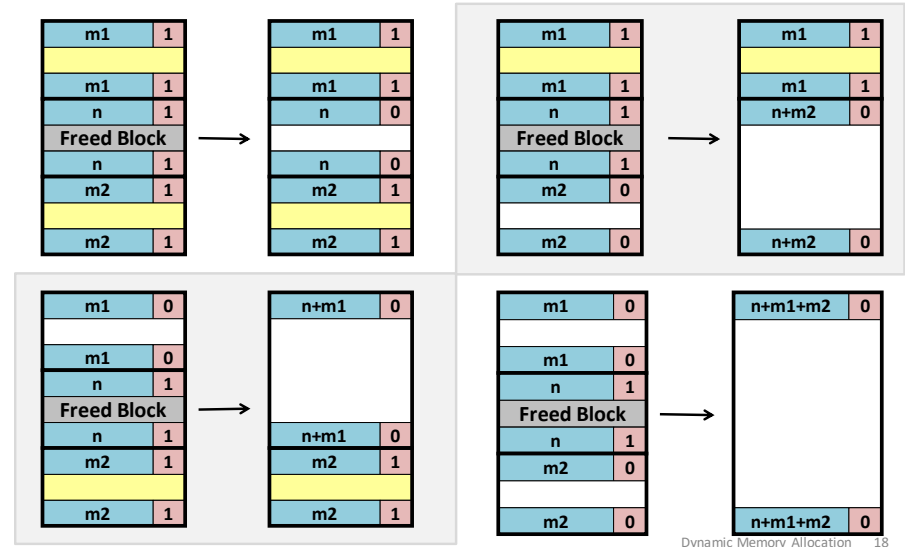 m1 1
m1 1
n 1
Freed Block
n 1
m2 1
m2 1
m1 1
m1 1
n 0
n 0
m2 1
m2 1
m1 1
m1 1
n 1
Freed Block
n 1
m2 0
m2 0
m1 1
m1 1
n+m2 0
n+m2 0
m1 0
m1 0
n 1
Freed Block
n 1
m2 1
m2 1
n+m1 0
n+m1 0
m2 1
m2 1
m1 0
m1 0
n 1
Freed Block
n 1
m2 0
m2 0
n+m1+m2 0
n+m1+m2 0
Dynamic Memory Allocation 18